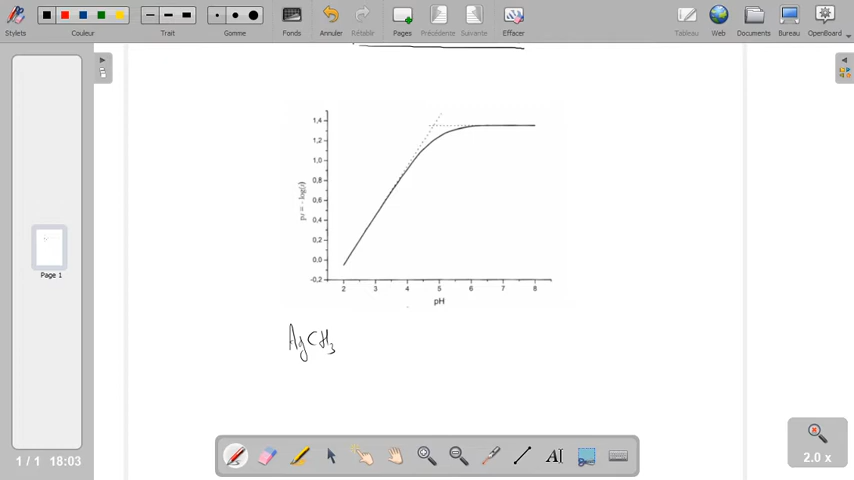 Stylets
Couleur
Trait
Gomme
Fonds
Annuler
Rétablir
Pages
Précédente
Suivante
Effacer
Tableau
Web
Documents
Bureau
OpenBoard
1,4
1,2
1,0
0,8
0,6
0,4
0,2
0,0
-0,2
ps = - log(s)
2 3 4 5 6 7 8
pH
AgCH3
Page 1
1 / 1 18:03
2.0 x